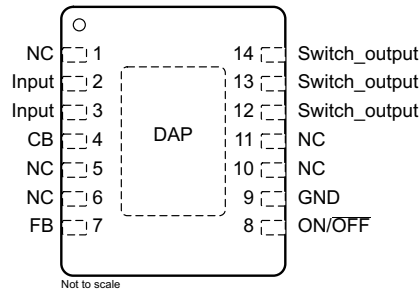 NC 1 14 Switch_output
Input 2 13 Switch_output
Input 3 12 Switch_output
CB 4 DAP 11 NC
NC 5 10 NC
NC 6 9 GND
FB 7 8 ON/OFF
Not to scale